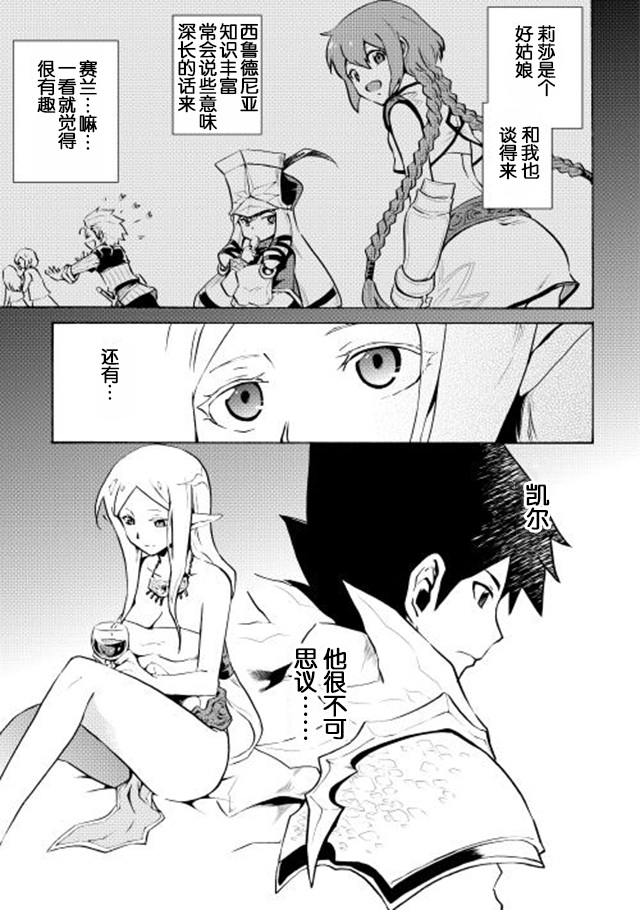 莉莎是个
好姑娘
和我也
谈得来
西鲁德尼亚
知识丰富
常会说些意味
深长的话来
赛兰…嘛…
一看就觉得
很有趣
还有…
凯尔
他很不可
思议……